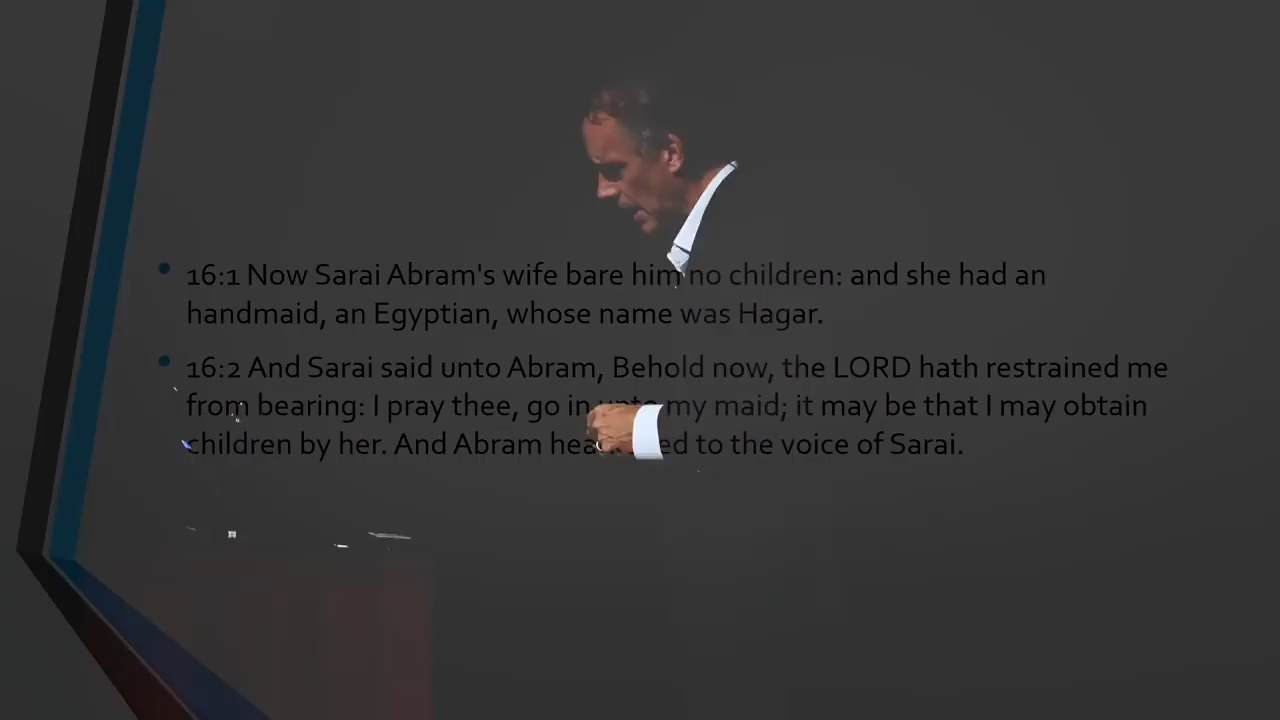 16:1 Now Sarai Abram's wife bare him no children: and she had an
handmaid, an Egyptian, whose name was Hagar.
16:2 And Sarai said unto Abram, Behold now, the LORD hath restrained me
from bearing: I pray thee, go in unto my maid; it may be that I may obtain
children by her. And Abram to the voice of Sarai.